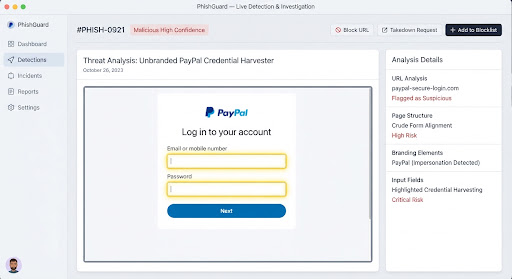 PhishGuard — Live Detection & Investigation
PhishGuard
Dashboard
Detections
Incidents
Reports
Settings
#PHISH-0921
Malicious High Confidence
Block URL
Takedown Request
+ Add to Blocklist
Threat Analysis: Unbranded PayPal Credential Harvester
October 26, 2023
PayPal
Log in to your account
Email or mobile number
Password
Next
Analysis Details
URL Analysis
paypal-secure-login.com
Flagged as Suspicious
Page Structure
Crude Form Alignment
High Risk
Branding Elements
PayPal (Impersonation Detected)
Input Fields
Highlighted Credential Harvesting
Critical Risk